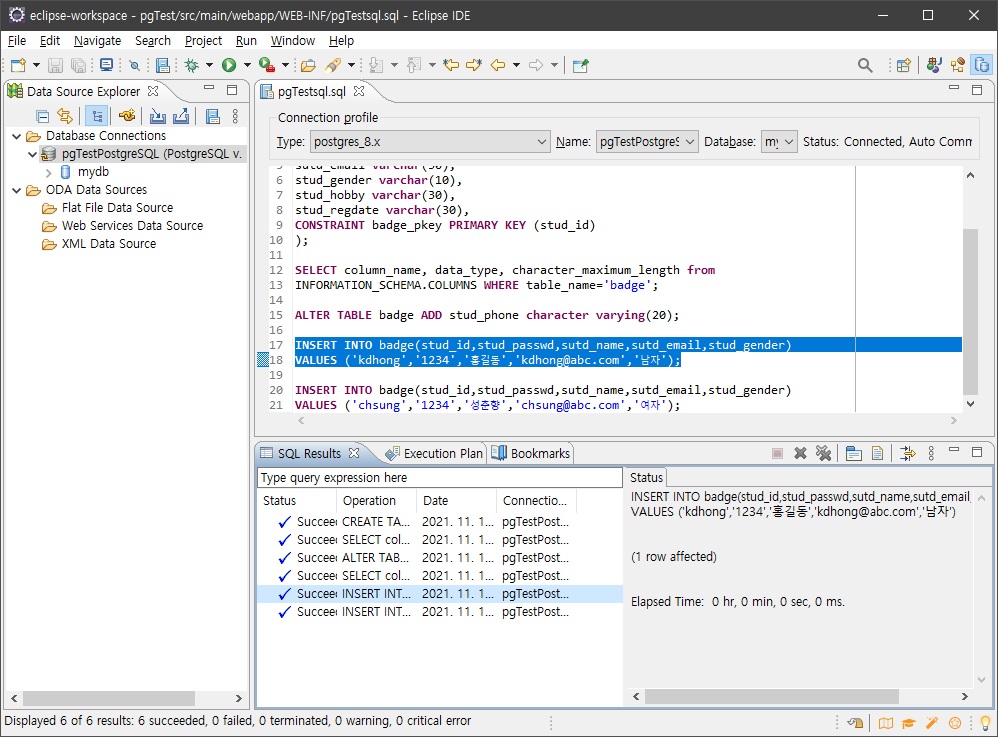 eclipse-workspace - pgTest/src/main/webapp/WEB-INF/pgTestsql.sql - Eclipse IDE
File Edit Navigate Search Project Run Window Help
Data Source Explorer
Database Connections
pgTestPostgreSQL (PostgreSQL v.
mydb
ODA Data Sources
Flat File Data Source
Web Services Data Source
XML Data Source
pgTestsql.sql
Connection profile
Type: postgres_8.x Name: pgTestPostgreS Database: my Status: Connected, Auto Comm
5 sutd_email varchar(30),
6 stud_gender varchar(10),
7 stud_hobby varchar(30),
8 stud_regdate varchar(30),
9 CONSTRAINT badge_pkey PRIMARY KEY (stud_id)
10 );
11
12 SELECT column_name, data_type, character_maximum_length from
13 INFORMATION_SCHEMA.COLUMNS WHERE table_name='badge';
14
15 ALTER TABLE badge ADD stud_phone character varying(20);
16
17 INSERT INTO badge(stud_id,stud_passwd,sutd_name,sutd_email,stud_gender)
18 VALUES ('kdhong','1234','홍길동','kdhong@abc.com','남자');
19
20 INSERT INTO badge(stud_id,stud_passwd,sutd_name,sutd_email,stud_gender)
21 VALUES ('chsung','1234','성춘향','chsung@abc.com','여자');
SQL Results Execution Plan Bookmarks
Type query expression here
Status Operation Date Connectio...
Succee CREATE TA... 2021. 11. 1... pgTestPost...
Succee SELECT col... 2021. 11. 1... pgTestPost...
Succee ALTER TAB... 2021. 11. 1... pgTestPost...
Succee SELECT col... 2021. 11. 1... pgTestPost...
Succee INSERT INT... 2021. 11. 1... pgTestPost...
Succee INSERT INT... 2021. 11. 1... pgTestPost...
Status
INSERT INTO badge(stud_id,stud_passwd,sutd_name,sutd_email,
VALUES ('kdhong','1234','홍길동','kdhong@abc.com','남자')
(1 row affected)
Elapsed Time: 0 hr, 0 min, 0 sec, 0 ms.
Displayed 6 of 6 results: 6 succeeded, 0 failed, 0 terminated, 0 warning, 0 critical error